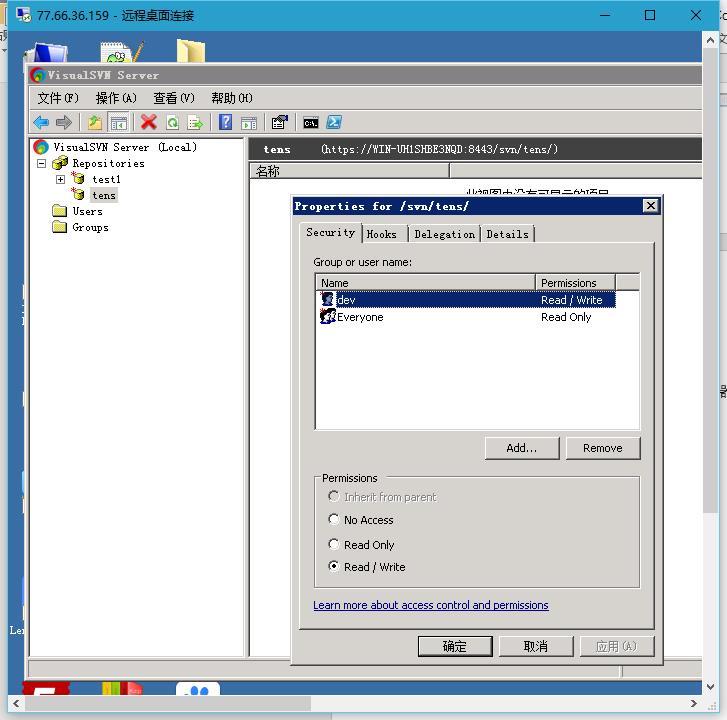 77.66.36.159 - 远程桌面连接
VisualSVN Server
文件(F) 操作(A) 查看(V) 帮助(H)
VisualSVN Server (Local)
Repositories
test1
tens
Users
Groups
tens (https://WIN-UH1SHBE3NQD:8443/svn/tens/)
名称
此视图中没有可显示的项目
Properties for /svn/tens/
Security Hooks Delegation Details
Group or user name:
Name Permissions
dev Read / Write
Everyone Read Only
Add... Remove
Permissions
Inherit from parent
No Access
Read Only
Read / Write
Learn more about access control and permissions
确定 取消 应用(A)